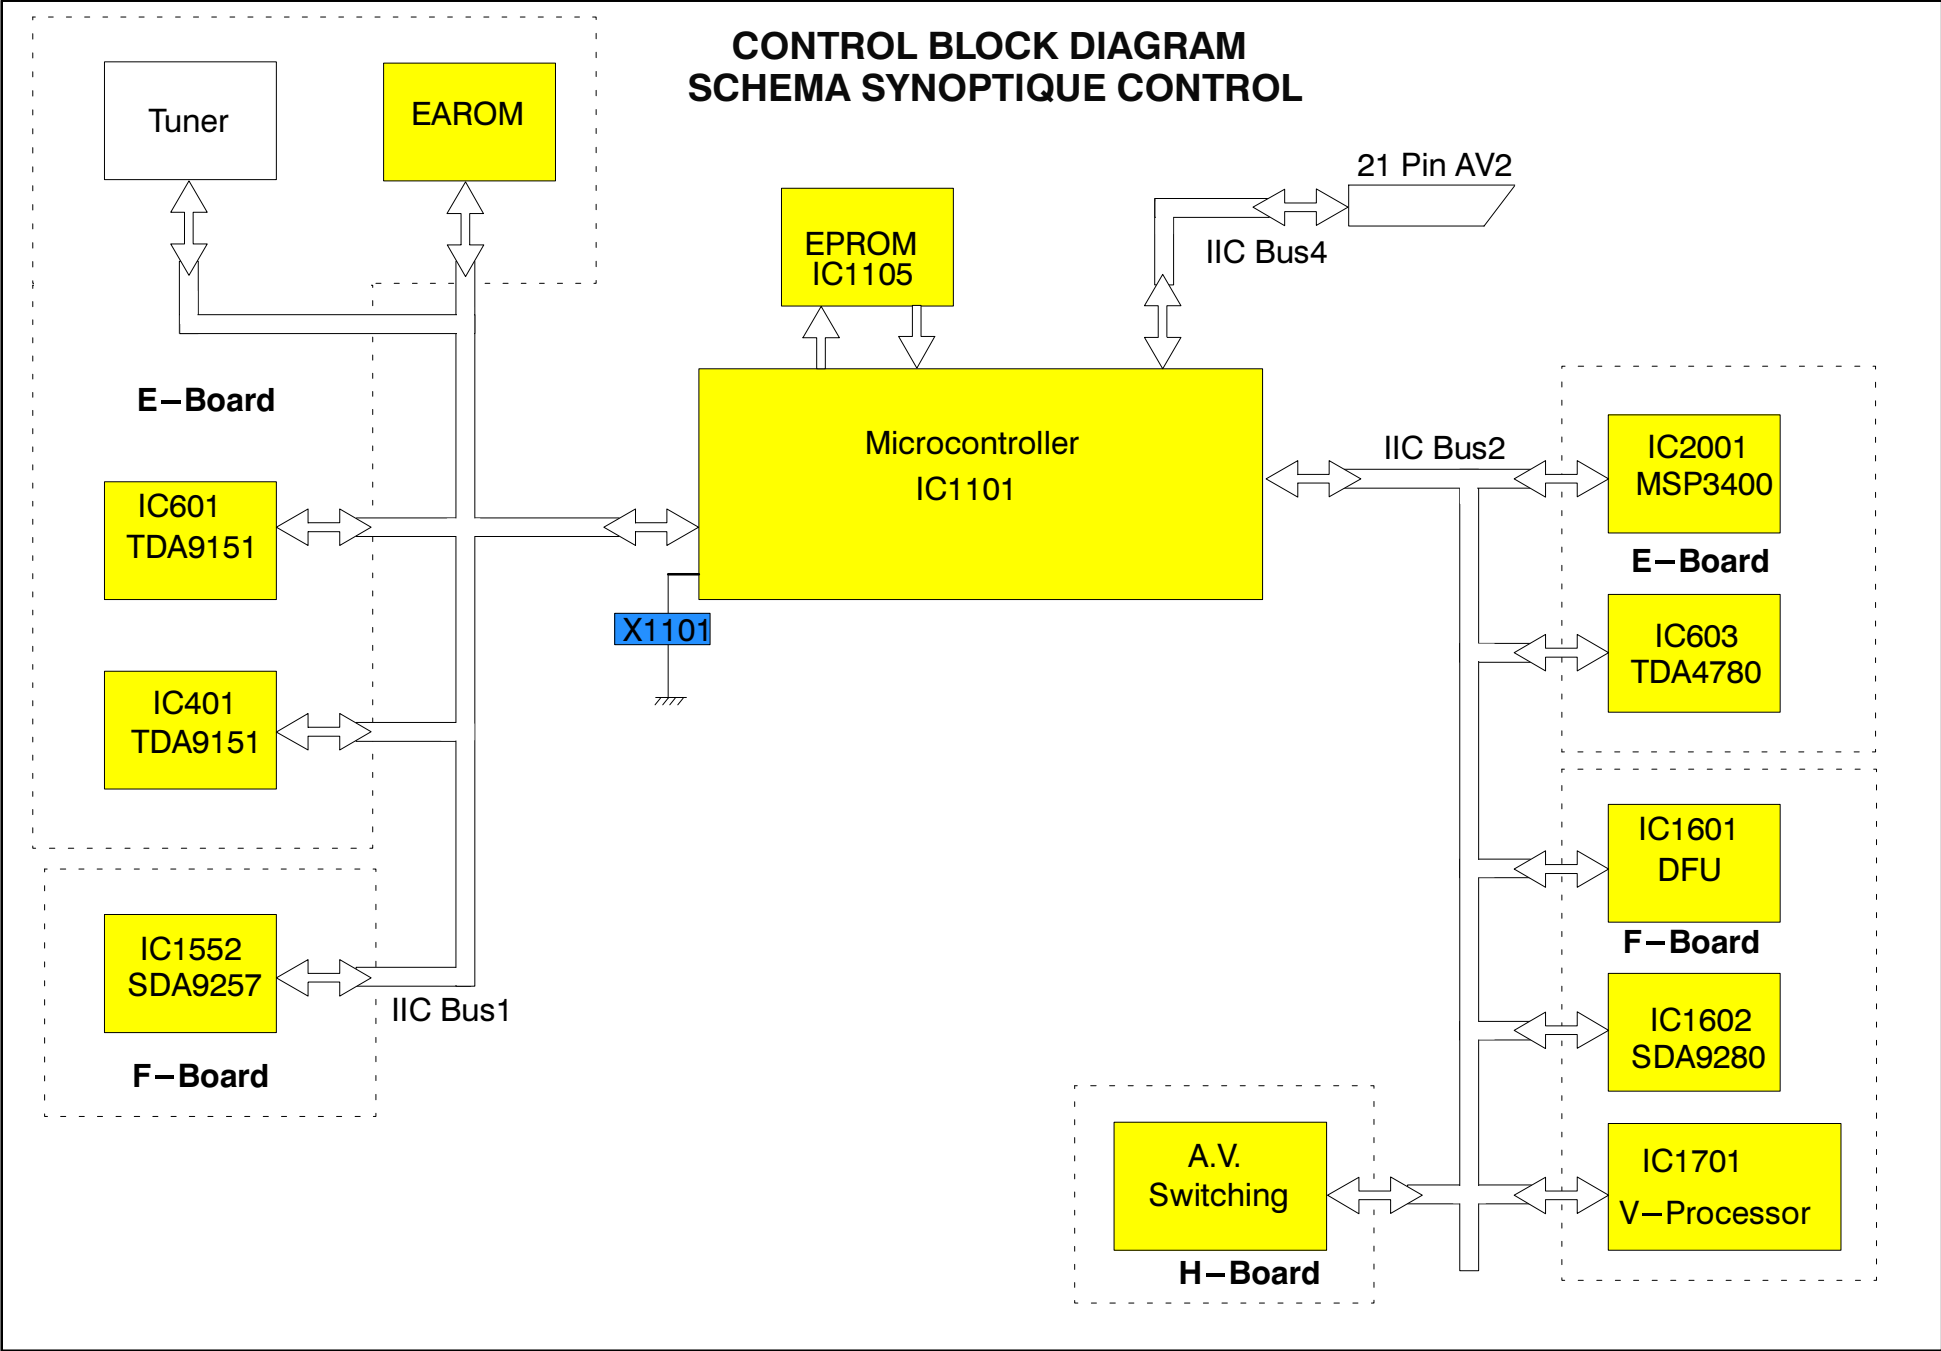 CONTROL BLOCK DIAGRAM
SCHEMA SYNOPTIQUE CONTROL
Tuner
EAROM
EPROM
IC1105
21 Pin AV2
IIC Bus4
E–Board
Microcontroller
IC1101
IIC Bus2
IC2001
MSP3400
E–Board
IC601
TDA9151
X1101
IC603
TDA4780
IC401
TDA9151
IC1601
DFU
F–Board
IC1552
SDA9257
IIC Bus1
F–Board
IC1602
SDA9280
A.V.
Switching
H–Board
IC1701
V–Processor